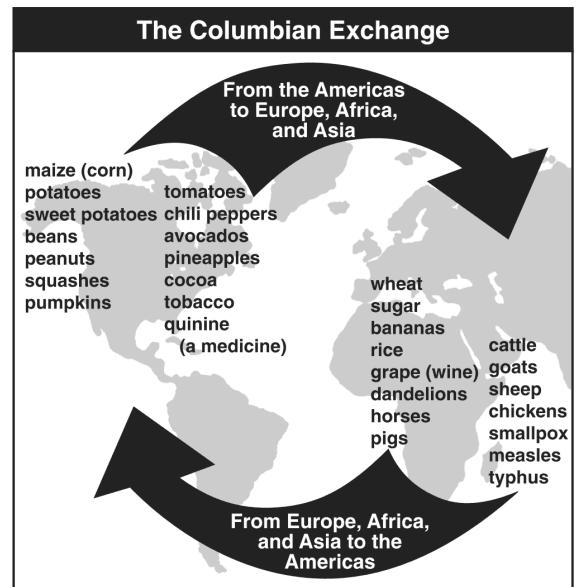 The Columbian Exchange
From the Americas
to Europe, Africa,
and Asia
maize (corn)
potatoes
sweet potatoes
beans
peanuts
squashes
pumpkins
tomatoes
chili peppers
avocados
pineapples
cocoa
tobacco
quinine
(a medicine)
wheat
sugar
bananas
rice
grape (wine)
dandelions
horses
pigs
cattle
goats
sheep
chickens
smallpox
measles
typhus
From Europe, Africa,
and Asia to the
Americas